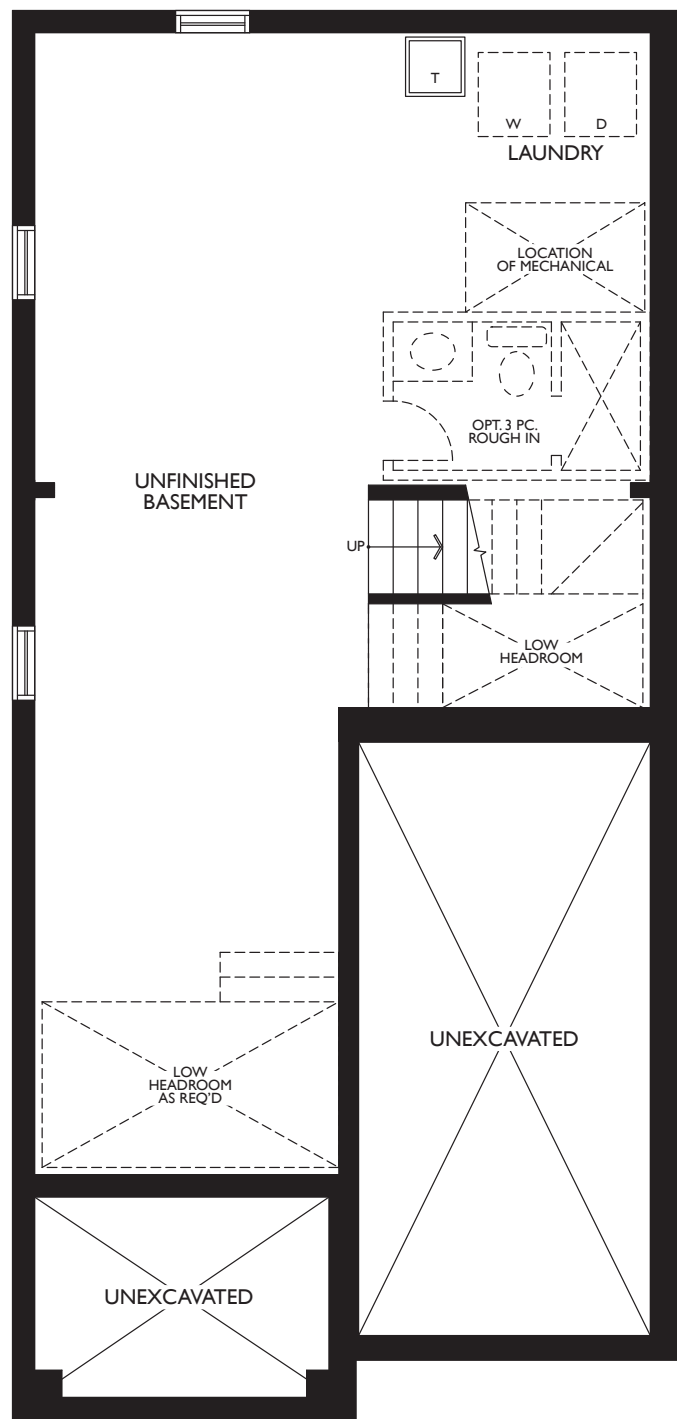 T
W
D
LAUNDRY
LOCATION
OF MECHANICAL
OPT. 3 PC.
ROUGH IN
UNFINISHED
BASEMENT
UP
LOW
HEADROOM
UNEXCAVATED
LOW
HEADROOM
AS REQ'D
UNEXCAVATED